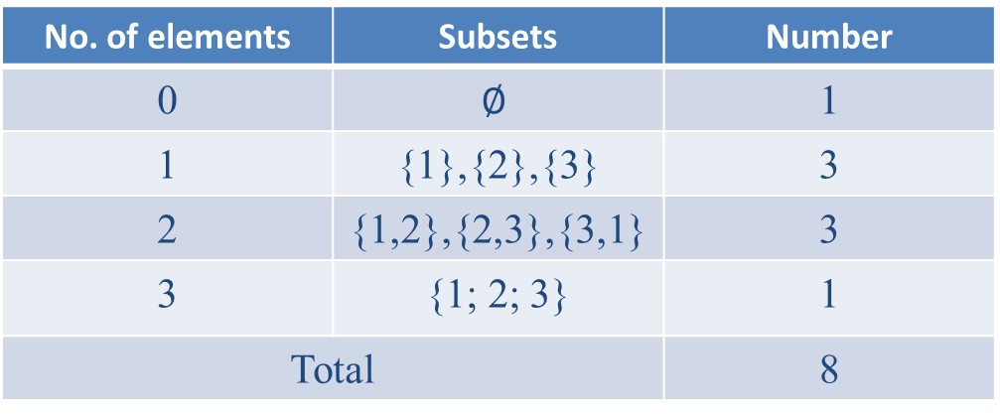 No. of elements Subsets Number
0 ∅ 1
1 {1},{2},{3} 3
2 {1,2},{2,3},{3,1} 3
3 {1; 2; 3} 1
Total 8